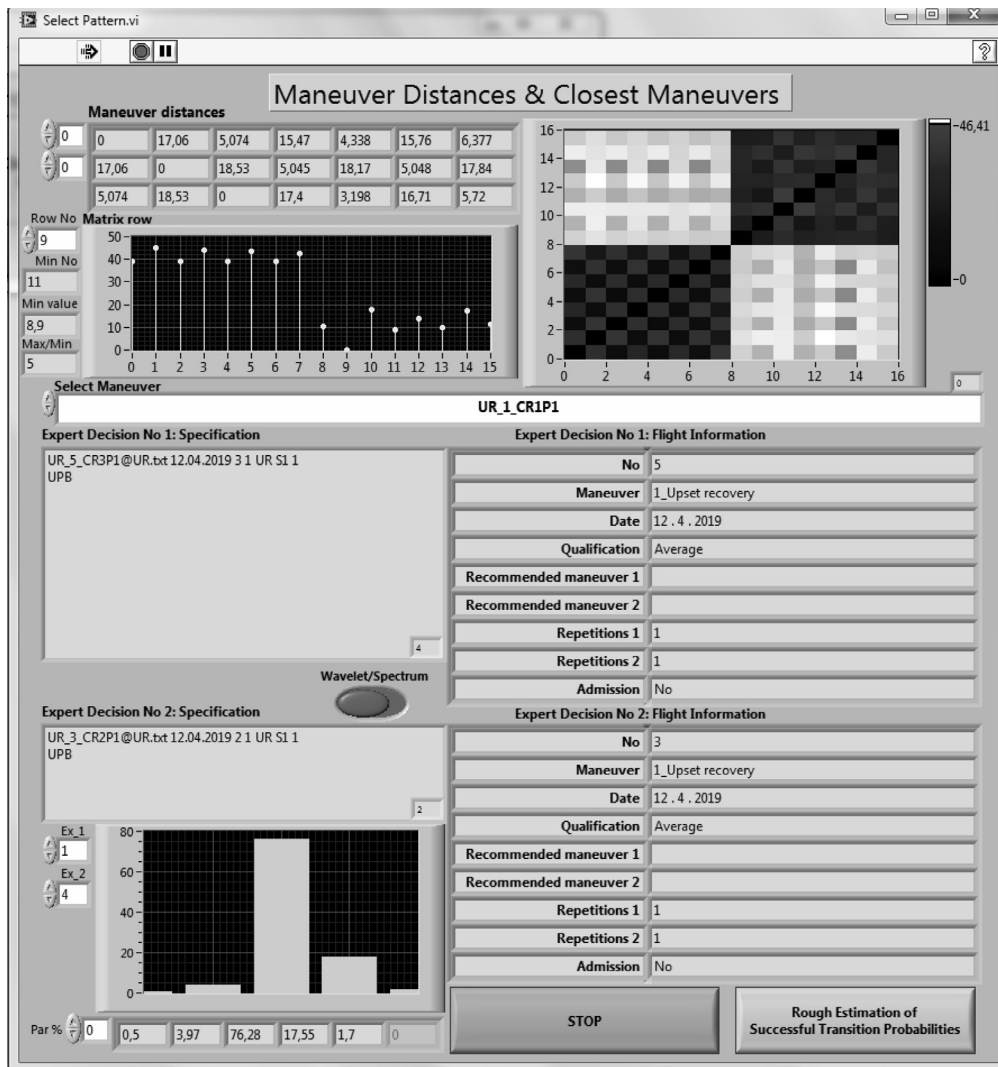 Select Pattern.vi
Maneuver Distances & Closest Maneuvers
Maneuver distances
0 0 17,06 5,074 15,47 4,338 15,76 6,377
0 17,06 0 18,53 5,045 18,17 5,048 17,84
5,074 18,53 0 17,4 3,198 16,71 5,72
Row No Matrix row
9
Min No
11
Min value
8,9
Max/Min
5
50
40
30
20
10
0
0 1 2 3 4 5 6 7 8 9 10 11 12 13 14 15
16
14
12
10
8
6
4
2
0
0 2 4 6 8 10 12 14 16
46,41
0
0
Select Maneuver
UR_1_CR1P1
Expert Decision No 1: Specification
UR_5_CR3P1@UR.txt 12.04.2019 3 1 UR S1 1
UPB
4
Expert Decision No 1: Flight Information
No 5
Maneuver 1_Upset recovery
Date 12 . 4 . 2019
Qualification Average
Recommended maneuver 1
Recommended maneuver 2
Repetitions 1 1
Repetitions 2 1
Admission No
Wavelet/Spectrum
Expert Decision No 2: Specification
UR_3_CR2P1@UR.txt 12.04.2019 2 1 UR S1 1
UPB
2
Expert Decision No 2: Flight Information
No 3
Maneuver 1_Upset recovery
Date 12 . 4 . 2019
Qualification Average
Recommended maneuver 1
Recommended maneuver 2
Repetitions 1 1
Repetitions 2 1
Admission No
Ex_1
1
Ex_2
4
80
60
40
20
0
Par % 0 0,5 3,97 76,28 17,55 1,7 0
STOP
Rough Estimation of
Successful Transition Probabilities